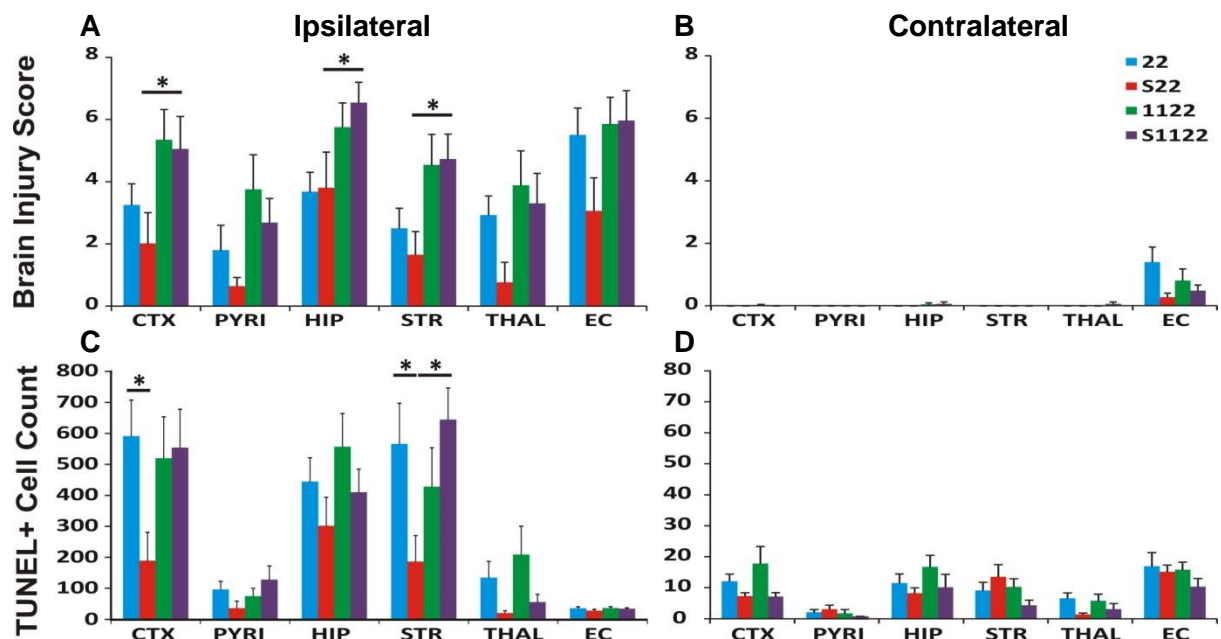 A Ipsilateral
B Contralateral
Brain Injury Score
8
6
4
2
0
*
*
*
CTX PYRI HIP STR THAL EC
8
6
4
2
0
22
S22
1122
S1122
CTX PYRI HIP STR THAL EC
C
TUNEL+ Cell Count
800
700
600
500
400
300
200
100
0
*
* *
CTX PYRI HIP STR THAL EC
D
80
70
60
50
40
30
20
10
0
CTX PYRI HIP STR THAL EC